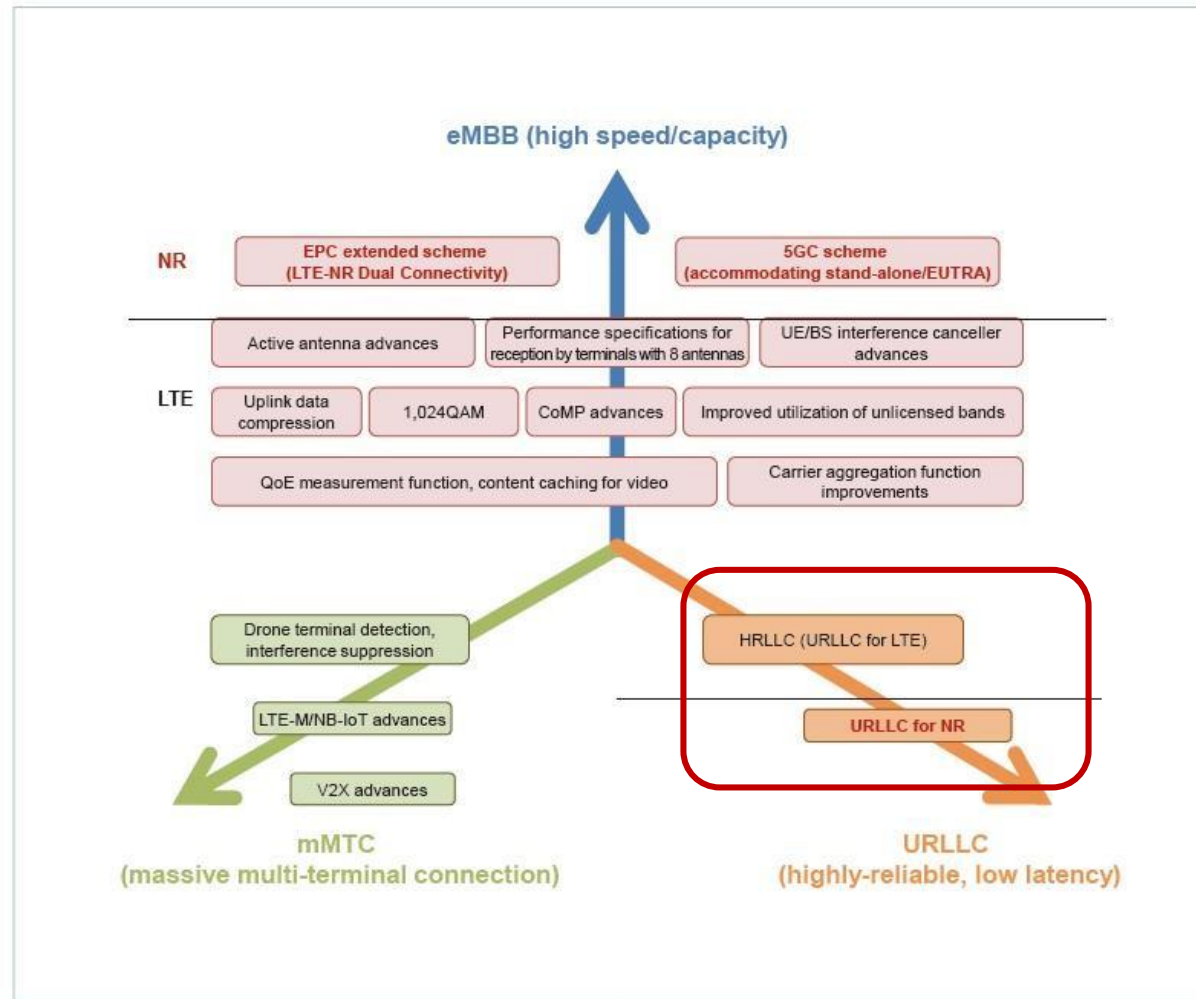 eMBB (high speed/capacity)
NR
EPC extended scheme
(LTE-NR Dual Connectivity)
5GC scheme
(accommodating stand-alone/EUTRA)
Active antenna advances
Performance specifications for
reception by terminals with 8 antennas
UE/BS interference canceller
advances
LTE
Uplink data
compression
1,024QAM
CoMP advances
Improved utilization of unlicensed bands
QoE measurement function, content caching for video
Carrier aggregation function
improvements
Drone terminal detection,
interference suppression
HRLLC (URLLC for LTE)
LTE-M/NB-IoT advances
URLLC for NR
V2X advances
mMTC
(massive multi-terminal connection)
URLLC
(highly-reliable, low latency)